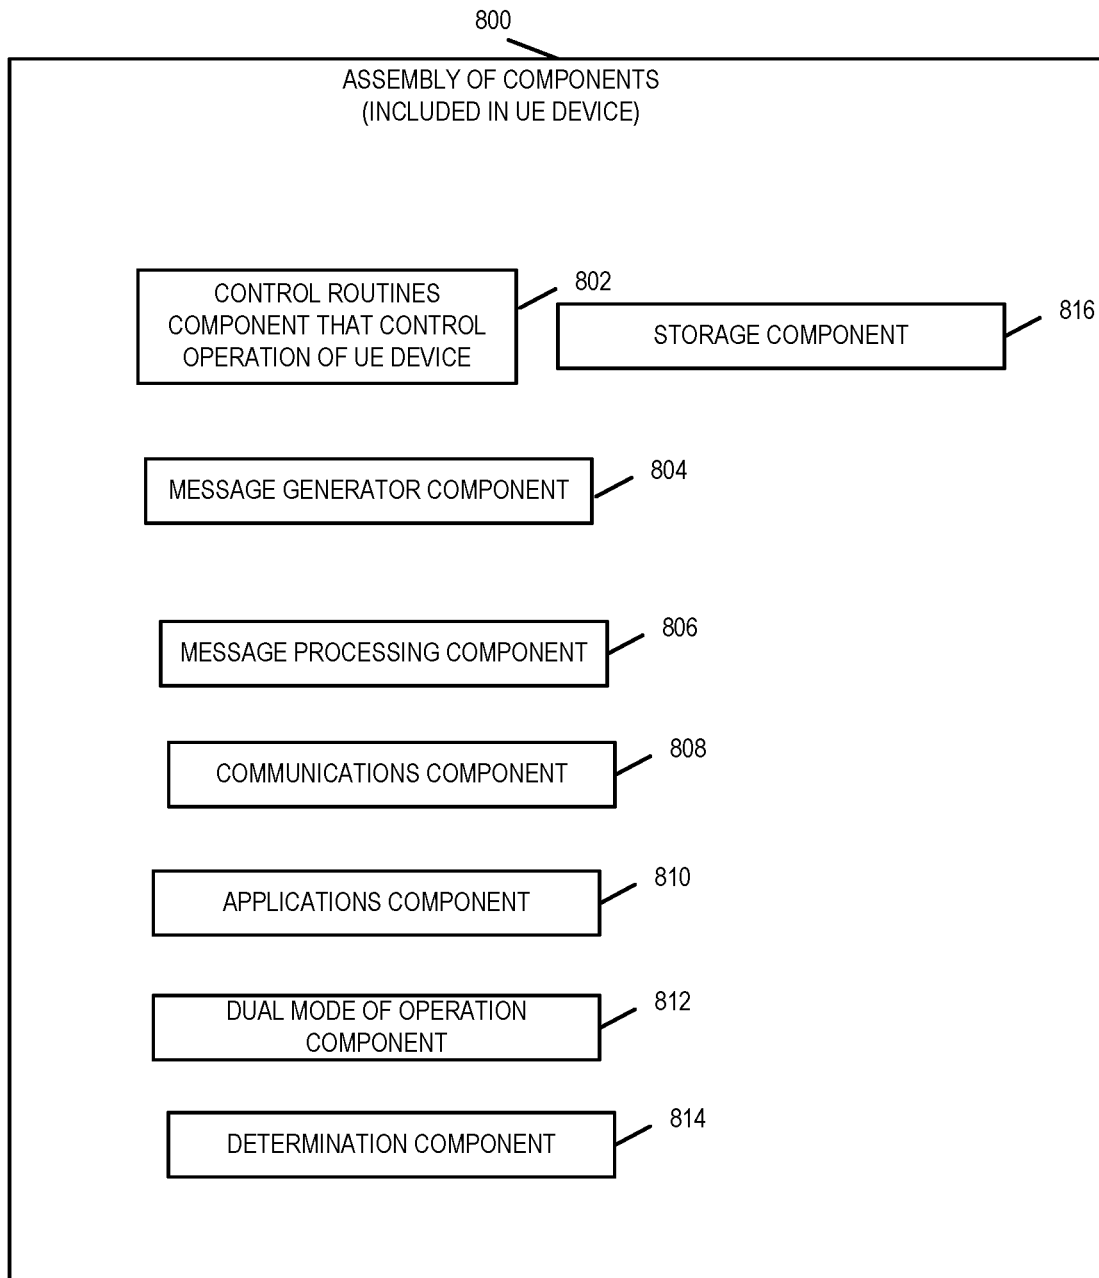 800
ASSEMBLY OF COMPONENTS
(INCLUDED IN UE DEVICE)
CONTROL ROUTINES
COMPONENT THAT CONTROL
OPERATION OF UE DEVICE
802
STORAGE COMPONENT
816
MESSAGE GENERATOR COMPONENT
804
MESSAGE PROCESSING COMPONENT
806
COMMUNICATIONS COMPONENT
808
APPLICATIONS COMPONENT
810
DUAL MODE OF OPERATION
COMPONENT
812
DETERMINATION COMPONENT
814